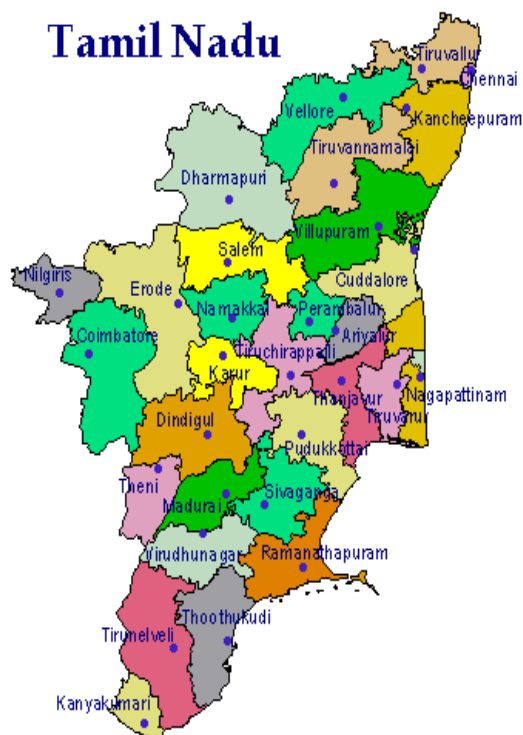 Tamil Nadu
Tiruvallur
Chennai
Vellore
Kancheepuram
Tiruvannamalai
Dharmapuri
Villupuram
Salem
Nilgiris
Erode
Cuddalore
Namakkal
Perambalur
Coimbatore
Ariyalur
Tiruchirappalli
Karur
Thanjavur
Nagapattinam
Tiruvarur
Dindigul
Pudukkottai
Theni
Madurai
Sivaganga
Virudhunagar
Ramanathapuram
Thoothukudi
Tirunelveli
Kanyakumari